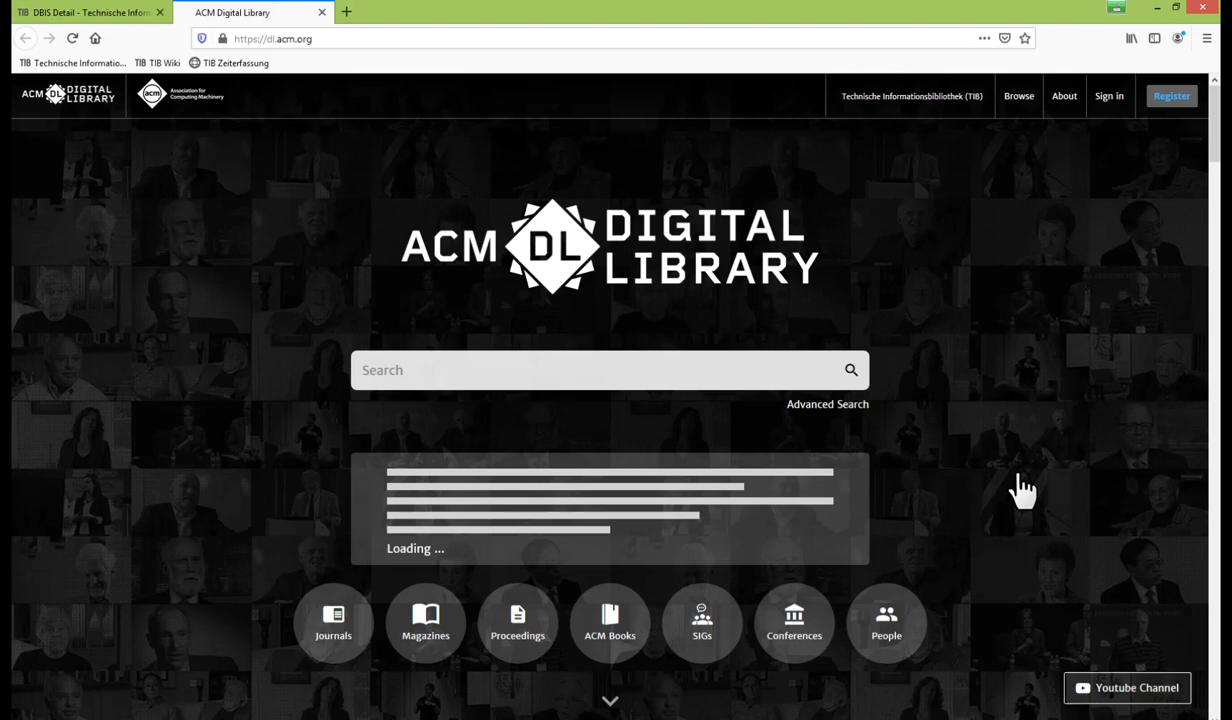 TIB DBIS Detail - Technische Inform
ACM Digital Library
https://dl.acm.org
TIB Technische Informatio...
TIB TIB Wiki
TIB Zeiterfassung
ACM DL DIGITAL LIBRARY
acm Association for Computing Machinery
Technische Informationsbibliothek (TIB)
Browse
About
Sign in
Register
ACM DL DIGITAL LIBRARY
Search
Advanced Search
Loading ...
Journals
Magazines
Proceedings
ACM Books
SIGs
Conferences
People
Youtube Channel